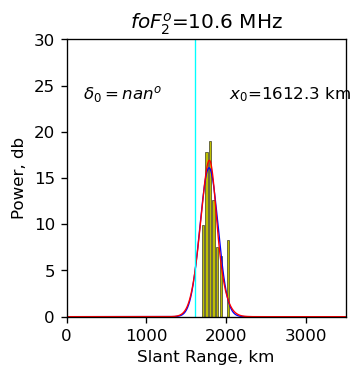 foF₂ᵒ=10.6 MHz
30
25
δ₀ = nanᵒ x₀=1612.3 km
20
15
10
5
0
Power, db
0 1000 2000 3000
Slant Range, km